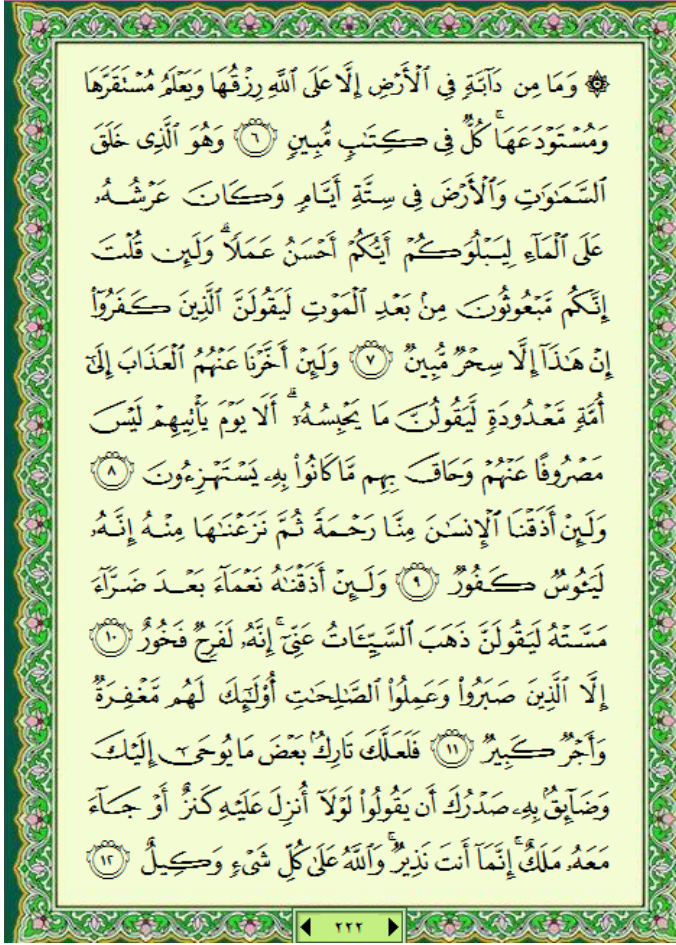 ۞ وَمَا مِن دَآبَّةٍ فِي ٱلْأَرْضِ إِلَّا عَلَى ٱللَّهِ رِزْقُهَا وَيَعْلَمُ مُسْتَقَرَّهَا
وَمُسْتَوْدَعَهَا ۚ كُلٌّ فِى كِتَٰبٍ مُّبِينٍ ﴿٦﴾ وَهُوَ ٱلَّذِى خَلَقَ
ٱلسَّمَٰوَٰتِ وَٱلْأَرْضَ فِى سِتَّةِ أَيَّامٍ وَكَانَ عَرْشُهُۥ
عَلَى ٱلْمَآءِ لِيَبْلُوَكُمْ أَيُّكُمْ أَحْسَنُ عَمَلًا ۗ وَلَئِن قُلْتَ
إِنَّكُم مَّبْعُوثُونَ مِنۢ بَعْدِ ٱلْمَوْتِ لَيَقُولَنَّ ٱلَّذِينَ كَفَرُوٓا۟
إِنْ هَٰذَآ إِلَّا سِحْرٌ مُّبِينٌ ﴿٧﴾ وَلَئِنْ أَخَّرْنَا عَنْهُمُ ٱلْعَذَابَ إِلَىٰٓ
أُمَّةٍ مَّعْدُودَةٍ لَّيَقُولُنَّ مَا يَحْبِسُهُۥٓ ۗ أَلَا يَوْمَ يَأْتِيهِمْ لَيْسَ
مَصْرُوفًا عَنْهُمْ وَحَاقَ بِهِم مَّا كَانُوا۟ بِهِۦ يَسْتَهْزِءُونَ ﴿٨﴾
وَلَئِنْ أَذَقْنَا ٱلْإِنسَٰنَ مِنَّا رَحْمَةً ثُمَّ نَزَعْنَٰهَا مِنْهُ إِنَّهُۥ
لَيَـُٔوسٌ كَفُورٌ ﴿٩﴾ وَلَئِنْ أَذَقْنَٰهُ نَعْمَآءَ بَعْدَ ضَرَّآءَ
مَسَّتْهُ لَيَقُولَنَّ ذَهَبَ ٱلسَّيِّـَٔاتُ عَنِّىٓ ۚ إِنَّهُۥ لَفَرِحٌ فَخُورٌ ﴿١٠﴾
إِلَّا ٱلَّذِينَ صَبَرُوا۟ وَعَمِلُوا۟ ٱلصَّٰلِحَٰتِ أُو۟لَٰٓئِكَ لَهُم مَّغْفِرَةٌ
وَأَجْرٌ كَبِيرٌ ﴿١١﴾ فَلَعَلَّكَ تَارِكٌۢ بَعْضَ مَا يُوحَىٰٓ إِلَيْكَ
وَضَآئِقٌۢ بِهِۦ صَدْرُكَ أَن يَقُولُوا۟ لَوْلَآ أُنزِلَ عَلَيْهِ كَنزٌ أَوْ جَآءَ
مَعَهُۥ مَلَكٌ ۚ إِنَّمَآ أَنتَ نَذِيرٌ ۚ وَٱللَّهُ عَلَىٰ كُلِّ شَىْءٍ وَكِيلٌ ﴿١٢﴾
٢٢٢